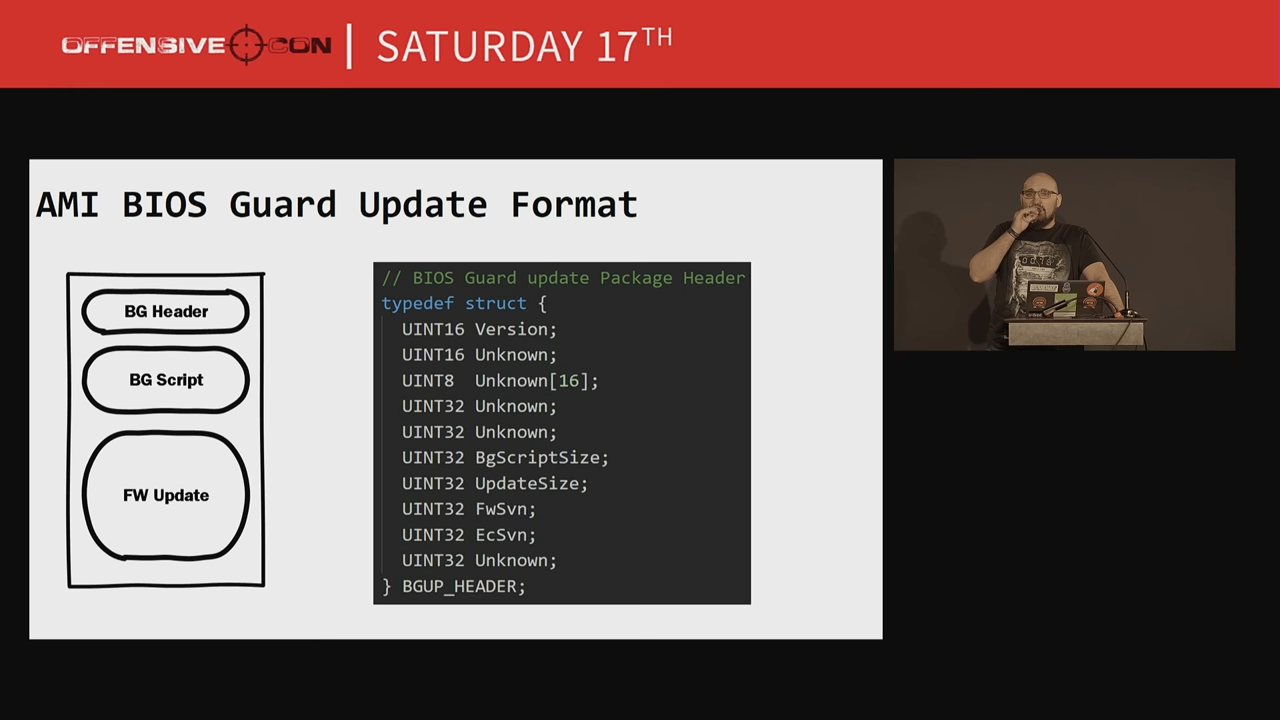 OFFENSIVE CON | SATURDAY 17TH
AMI BIOS Guard Update Format
BG Header
BG Script
FW Update
// BIOS Guard update Package Header
typedef struct {
UINT16 Version;
UINT16 Unknown;
UINT8 Unknown[16];
UINT32 Unknown;
UINT32 Unknown;
UINT32 BgScriptSize;
UINT32 UpdateSize;
UINT32 FwSvn;
UINT32 EcSvn;
UINT32 Unknown;
} BGUP_HEADER;